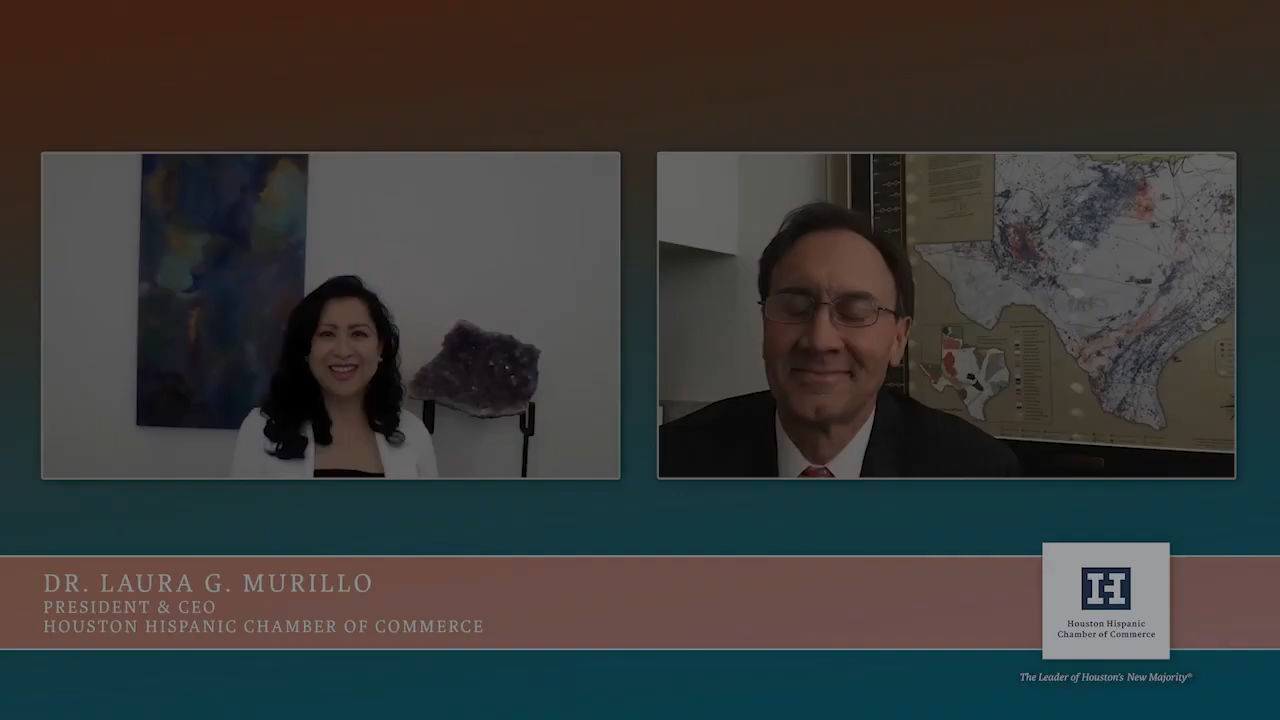 DR. LAURA G. MURILLO
PRESIDENT & CEO
HOUSTON HISPANIC CHAMBER OF COMMERCE
Houston Hispanic
Chamber of Commerce
The Leader of Houston's New Majority®